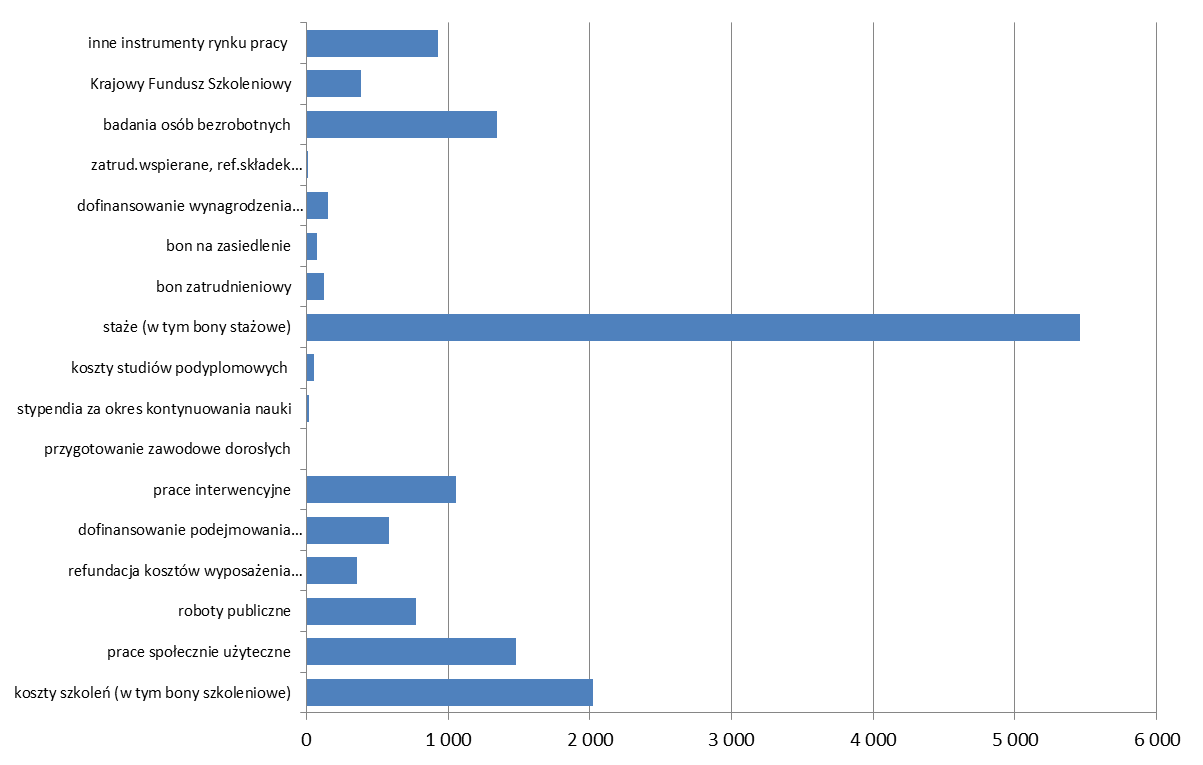 inne instrumenty rynku pracy
Krajowy Fundusz Szkoleniowy
badania osób bezrobotnych
zatrud.wspierane, ref.składek...
dofinansowanie wynagrodzenia...
bon na zasiedlenie
bon zatrudnieniowy
staże (w tym bony stażowe)
koszty studiów podyplomowych
stypendia za okres kontynuowania nauki
przygotowanie zawodowe dorosłych
prace interwencyjne
dofinansowanie podejmowania...
refundacja kosztów wyposażenia...
roboty publiczne
prace społecznie użyteczne
koszty szkoleń (w tym bony szkoleniowe)
0 1 000 2 000 3 000 4 000 5 000 6 000